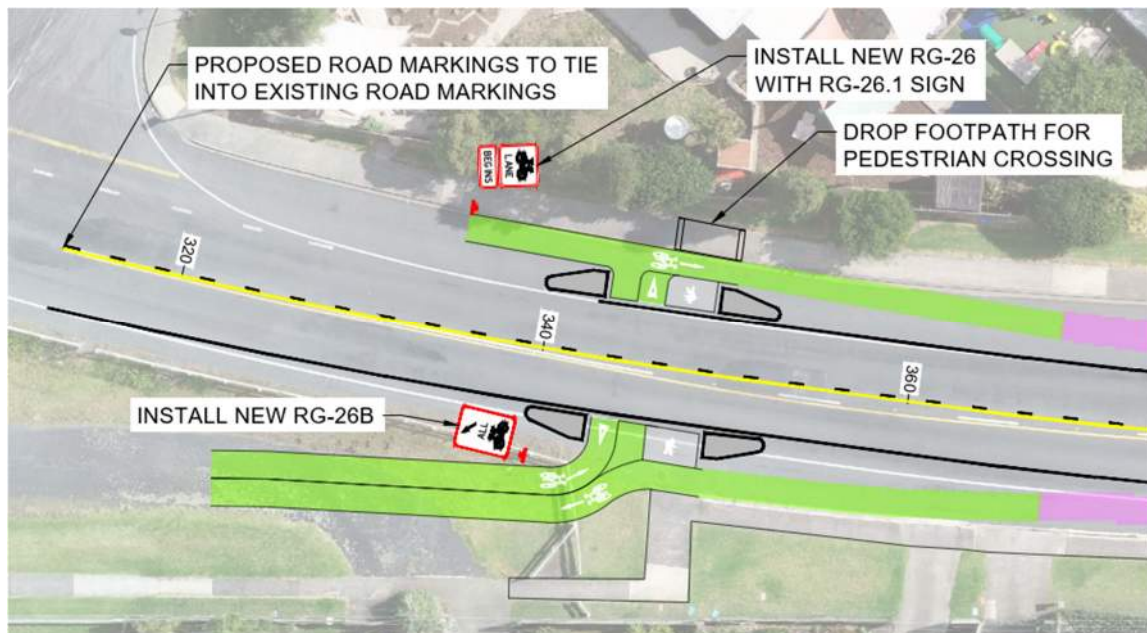 PROPOSED ROAD MARKINGS TO TIE
INTO EXISTING ROAD MARKINGS
INSTALL NEW RG-26
WITH RG-26.1 SIGN
DROP FOOTPATH FOR
PEDESTRIAN CROSSING
LANE
BEGINS
320
340
360
INSTALL NEW RG-26B
ALL